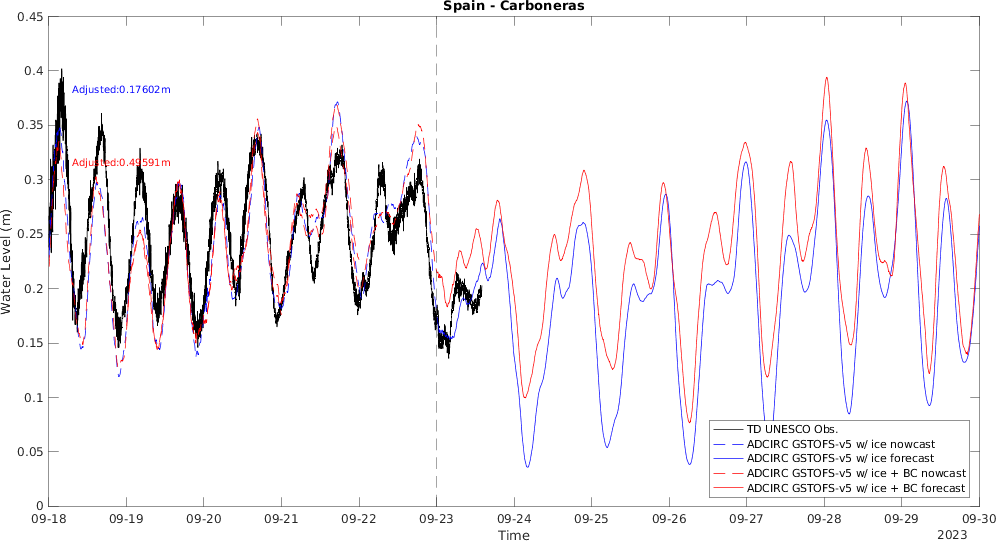 Spain - Carboneras
0.45
0.4
0.35
0.3
0.25
0.2
0.15
0.1
0.05
0
Water Level (m)
Adjusted:0.17602m
Adjusted:0.49591m
TD UNESCO Obs.
ADCIRC GSTOFS-v5 w/ ice nowcast
ADCIRC GSTOFS-v5 w/ ice forecast
ADCIRC GSTOFS-v5 w/ ice + BC nowcast
ADCIRC GSTOFS-v5 w/ ice + BC forecast
09-18 09-19 09-20 09-21 09-22 09-23 09-24 09-25 09-26 09-27 09-28 09-29 09-30
Time
2023